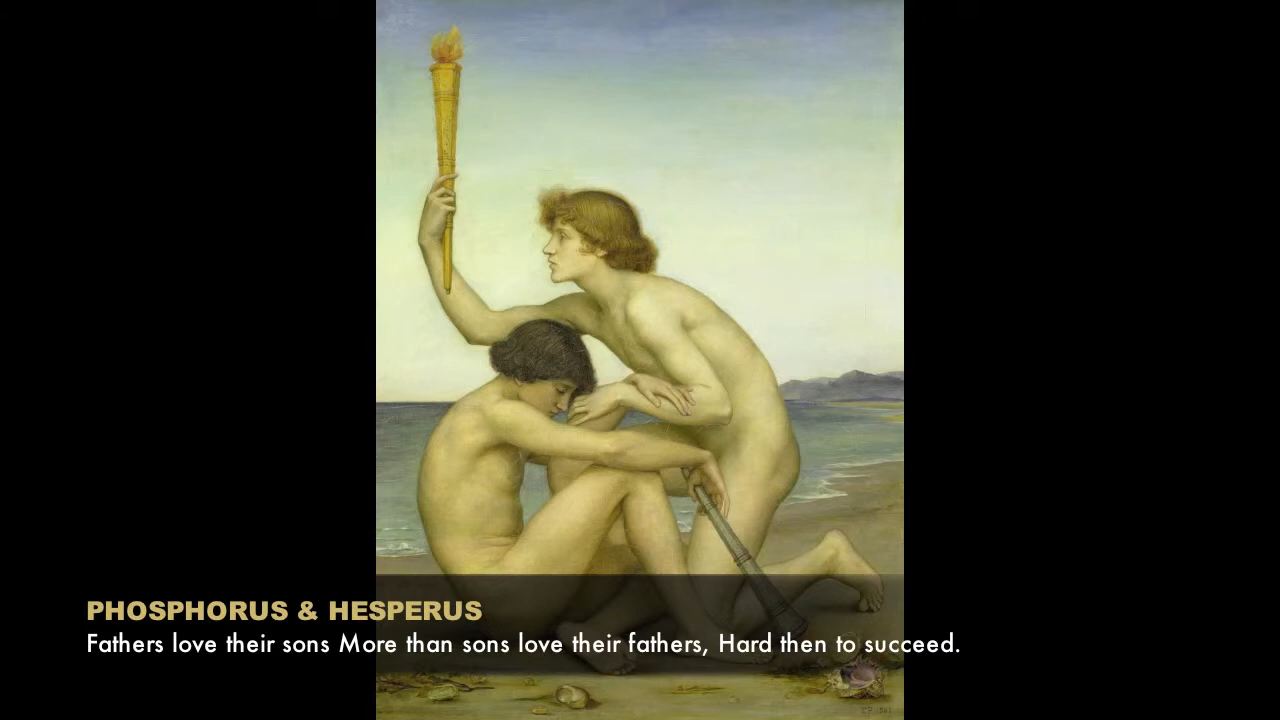 PHOSPHORUS & HESPERUS
Fathers love their sons More than sons love their fathers, Hard then to succeed.